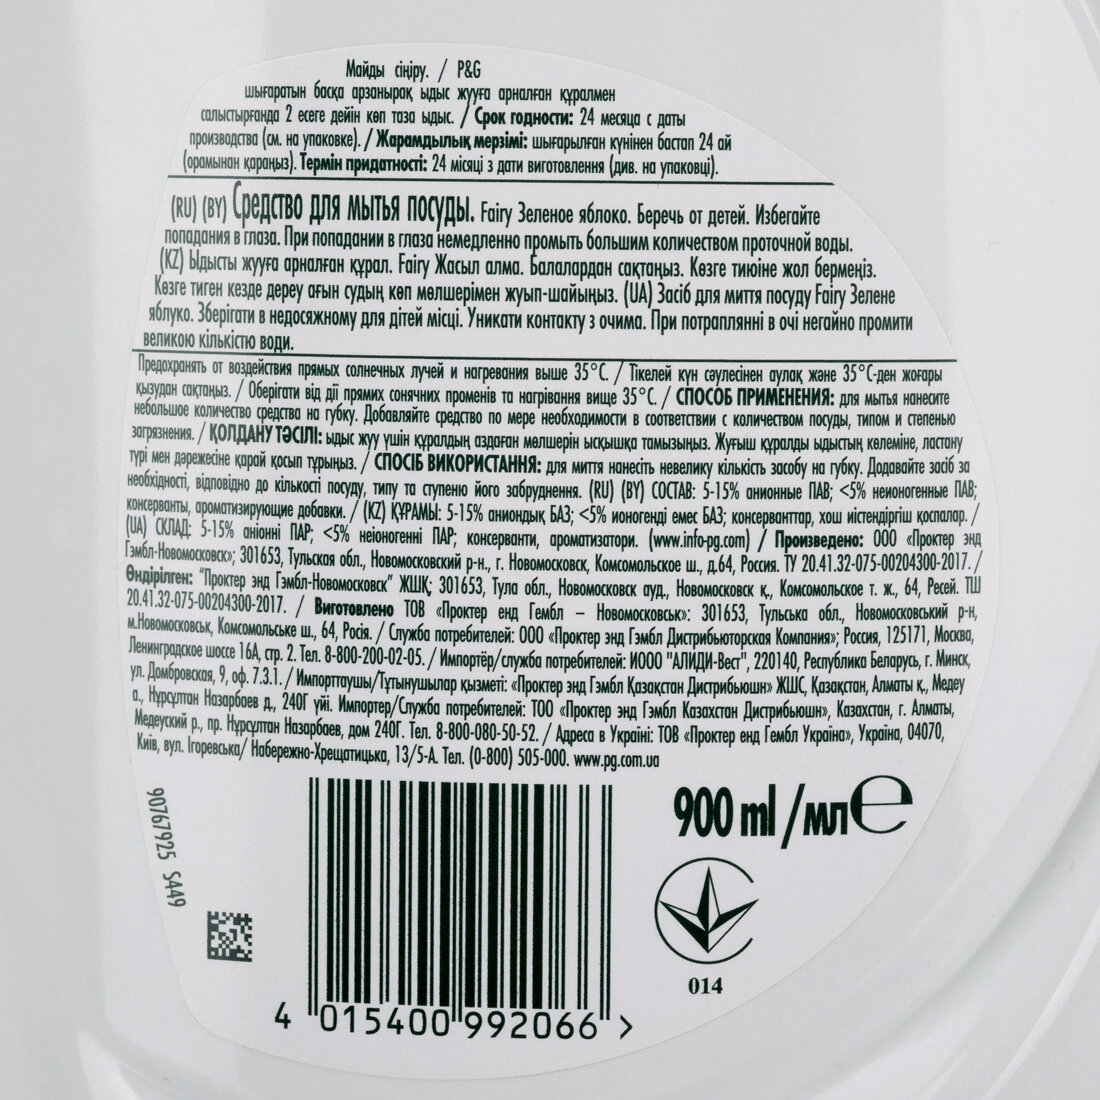 Майды сіңіру. / P&G
шығаратын басқа арзанырақ ыдыс жууға арналған құралмен
салыстырғанда 2 есеге дейін көп таза ыдыс. / Срок годности: 24 месяца с даты
производства (см. на упаковке). / Жарамдылық мерзімі: шығарылған күнінен бастап 24 ай
(орамынан қараңыз). Термін придатності: 24 місяці з дати виготовлення (див. на упаковці).
(RU) (BY) Средство для мытья посуды. Fairy Зеленое яблоко. Беречь от детей. Избегайте
попадания в глаза. При попадании в глаза немедленно промыть большим количеством проточной воды.
(KZ) Ыдысты жууға арналған құрал. Fairy Жасыл алма. Балалардан сақтаңыз. Көзге тиюіне жол бермеңіз.
Көзге тиген кезде дереу ағын судың көп мөлшерімен жуып-шайыңыз. (UA) Засіб для миття посуду Fairy Зелене
яблуко. Зберігати в недосяжному для дітей місці. Уникати контакту з очима. При потраплянні в очі негайно промити
великою кількістю води.
Предохранять от воздействия прямых солнечных лучей и нагревания выше 35°C. / Тікелей күн сәулесінен аулақ және 35°C-ден жоғары
қызудан сақтаңыз. / Оберігати від дії прямих сонячних променів та нагрівання вище 35°C. / СПОСОБ ПРИМЕНЕНИЯ: для мытья нанесите
небольшое количество средства на губку. Добавляйте средство по мере необходимости в соответствии с количеством посуды, типом и степенью
загрязнения. / ҚОЛДАНУ ТӘСІЛІ: ыдыс жуу үшін құралдың аздаған мөлшерін ысқышқа тамызыңыз. Жуғыш құралды ыдыстың көлеміне, ластану
түрі мен дәрежесіне қарай қосып тұрыңыз. / СПОСІБ ВИКОРИСТАННЯ: для миття нанесіть невелику кількість засобу на губку. Додавайте засіб за
необхідності, відповідно до кількості посуду, типу та ступеню його забруднення. (RU) (BY) СОСТАВ: 5-15% анионные ПАВ; <5% неионогенные ПАВ;
консерванты, ароматизирующие добавки. / (KZ) ҚҰРАМЫ: 5-15% аниондық БАЗ; <5% ионогенді емес БАЗ; консерванттар, хош иістендіргіш қоспалар. /
(UA) СКЛАД: 5-15% аніонні ПАР; <5% неіоногенні ПАР; консерванти, ароматизатори. (www.info-pg.com) / Произведено: ООО «Проктер энд
Гэмбл-Новомосковск»; 301653, Тульская обл., Новомосковский р-н., г. Новомосковск, Комсомольское ш., д.64, Россия. ТУ 20.41.32-075-00204300-2017. /
Өндірілген: "Проктер энд Гэмбл-Новомосковск" ЖШҚ; 301653, Тула обл., Новомосковск ауд., Новомосковск қ., Комсомольское т. ж., 64, Ресей. ТШ
20.41.32-075-00204300-2017. / Виготовлено ТОВ «Проктер енд Гембл – Новомосковськ»: 301653, Тульська обл., Новомосковський р-н,
м.Новомосковськ, Комсомольське ш., 64, Росія. / Служба потребителей: ООО «Проктер энд Гэмбл Дистрибьюторская Компания»; Россия, 125171, Москва,
Ленинградское шоссе 16А, стр. 2. Тел. 8-800-200-02-05. / Импортёр/служба потребителей: ИООО "АЛИДИ-Вест", 220140, Республика Беларусь, г. Минск,
ул. Домбровская, 9, оф. 7.3.1. / Импорттаушы/Тұтынушылар қызметі: «Проктер энд Гэмбл Қазақстан Дистрибьюшн» ЖШС, Қазақстан, Алматы қ., Медеу
а., Нұрсұлтан Назарбаев д., 240Г үйі. Импортер/Служба потребителей: ТОО «Проктер энд Гэмбл Казахстан Дистрибьюшн», Казахстан, г. Алматы,
Медеуский р., пр. Нұрсұлтан Назарбаев, дом 240Г. Тел. 8-800-080-50-52. / Адреса в Україні: ТОВ «Проктер енд Гембл Україна», Україна, 04070,
Київ, вул. Ігоревська/ Набережно-Хрещатицька, 13/5-А. Тел. (0-800) 505-000. www.pg.com.ua
90767925 S449
900 ml /мл ℮
014
4 015400 992066 >